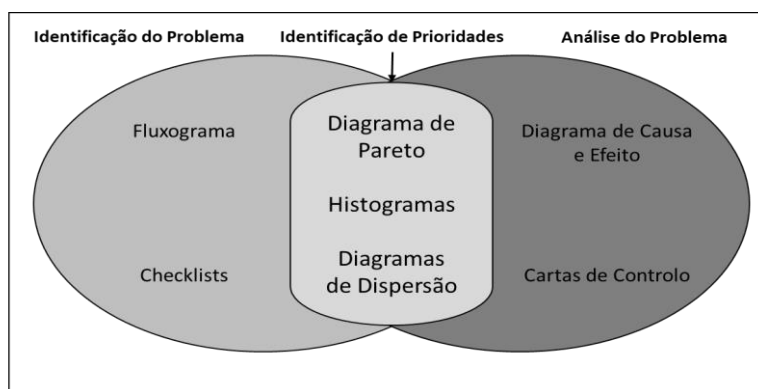 Identificação do Problema
Identificação de Prioridades
Análise do Problema
Fluxograma
Diagrama de
Pareto
Diagrama de Causa
e Efeito
Histogramas
Checklists
Diagramas
de Dispersão
Cartas de Controlo